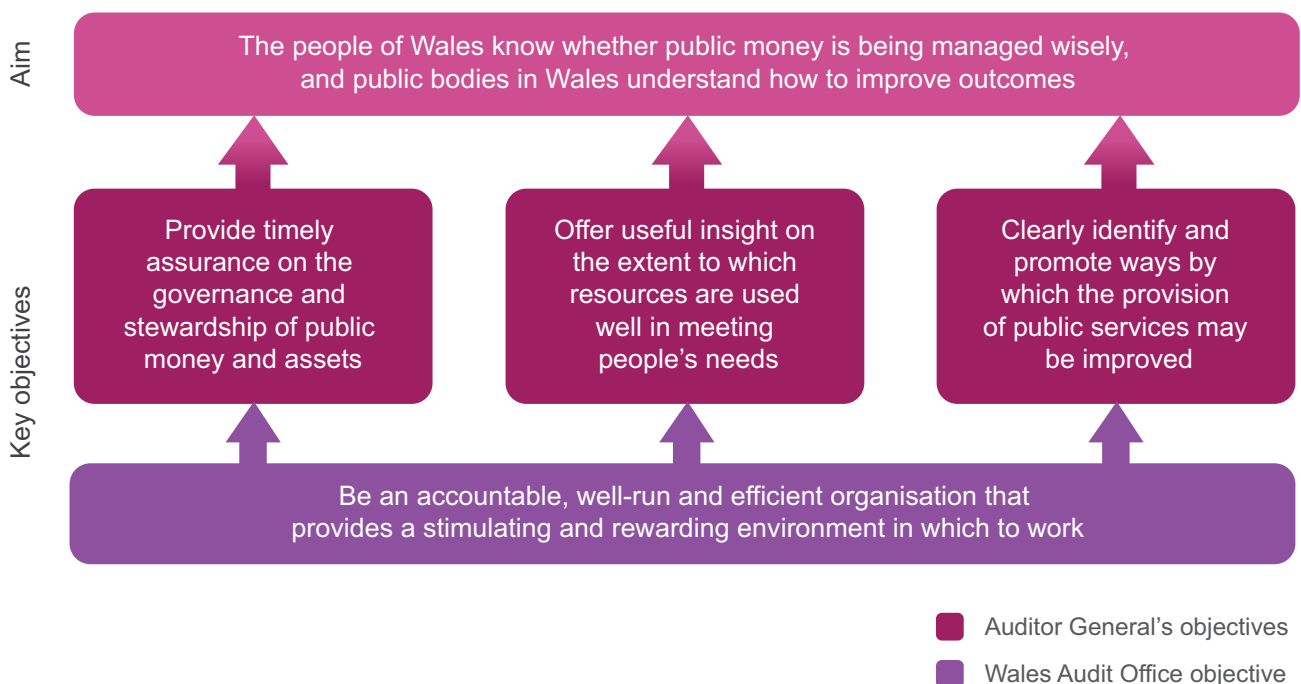 Aim
The people of Wales know whether public money is being managed wisely,
and public bodies in Wales understand how to improve outcomes
Key objectives
Provide timely
assurance on the
governance and
stewardship of public
money and assets
Offer useful insight on
the extent to which
resources are used
well in meeting
people's needs
Clearly identify and
promote ways by
which the provision
of public services may
be improved
Be an accountable, well-run and efficient organisation that
provides a stimulating and rewarding environment in which to work
Auditor General's objectives
Wales Audit Office objective